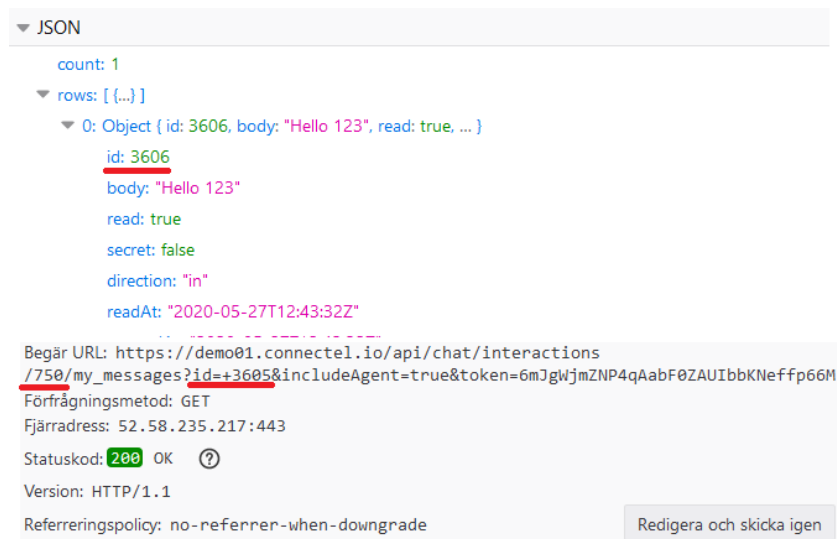 JSON
count: 1
rows: [ {…} ]
0: Object { id: 3606, body: "Hello 123", read: true, … }
id: 3606
body: "Hello 123"
read: true
secret: false
direction: "in"
readAt: "2020-05-27T12:43:32Z"
Begär URL: https://demo01.connectel.io/api/chat/interactions
/750/my_messages?id=+3605&includeAgent=true&token=6mJgWjmZNP4qAabF0ZAUIbbKNeffp66M
Förfrågningsmetod: GET
Fjärradress: 52.58.235.217:443
Statuskod: 200 OK ?
Version: HTTP/1.1
Referreringspolicy: no-referrer-when-downgrade
Redigera och skicka igen